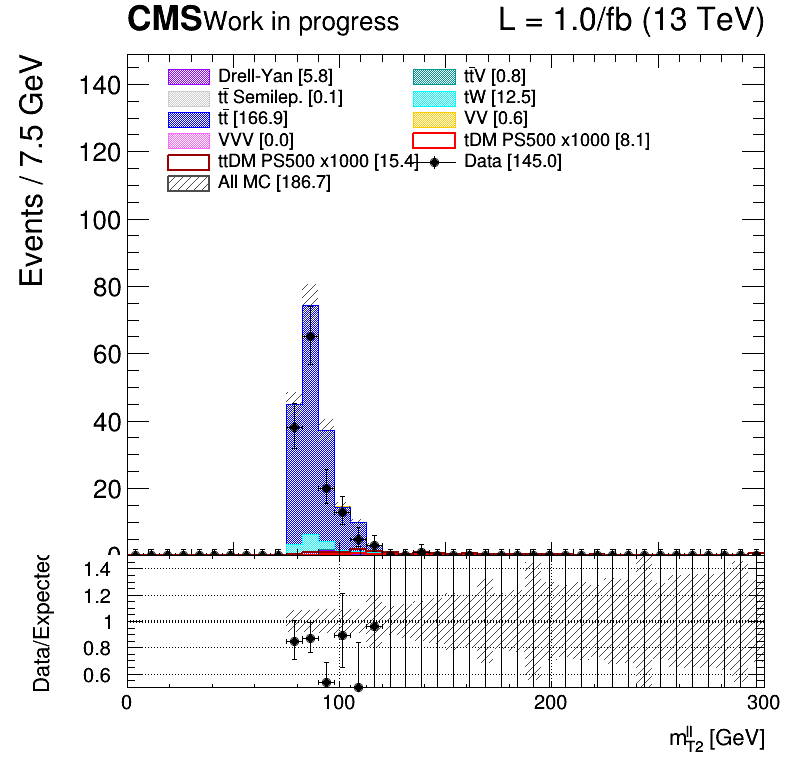 CMS Work in progress L = 1.0/fb (13 TeV)
Events / 7.5 GeV
140
120
100
80
60
40
20
0
Drell-Yan [5.8]
tt̄ Semilep. [0.1]
tt̄ [166.9]
VVV [0.0]
ttDM PS500 x1000 [15.4]
All MC [186.7]
tt̄V [0.8]
tW [12.5]
VV [0.6]
tDM PS500 x1000 [8.1]
Data [145.0]
Data/Expected
1.4
1.2
1
0.8
0.6
0 100 200 300
m_T2^ll [GeV]